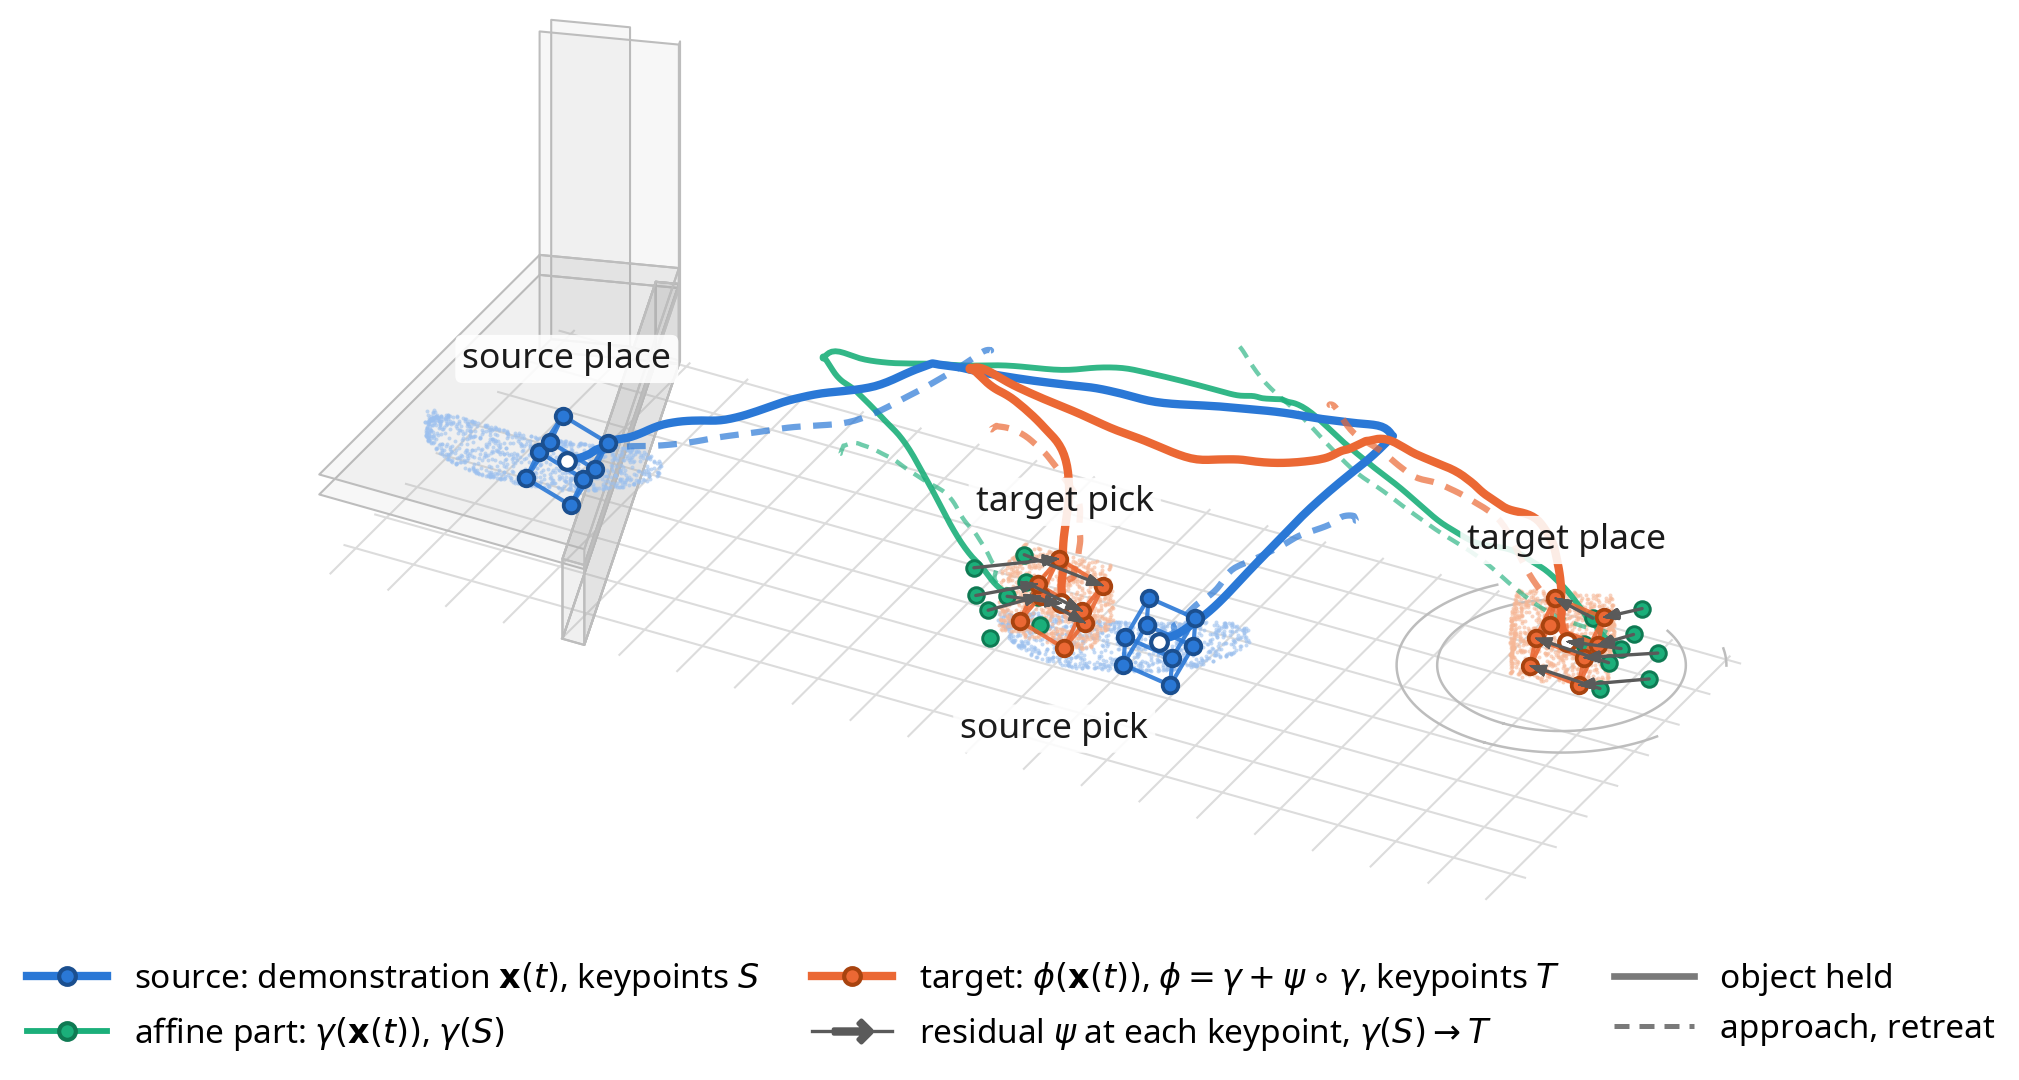 source place
target pick
target place
source pick
source: demonstration x(t), keypoints S
target: ϕ(x(t)), ϕ = γ + ψ ∘ γ, keypoints T
object held
affine part: γ(x(t)), γ(S)
residual ψ at each keypoint, γ(S) → T
approach, retreat